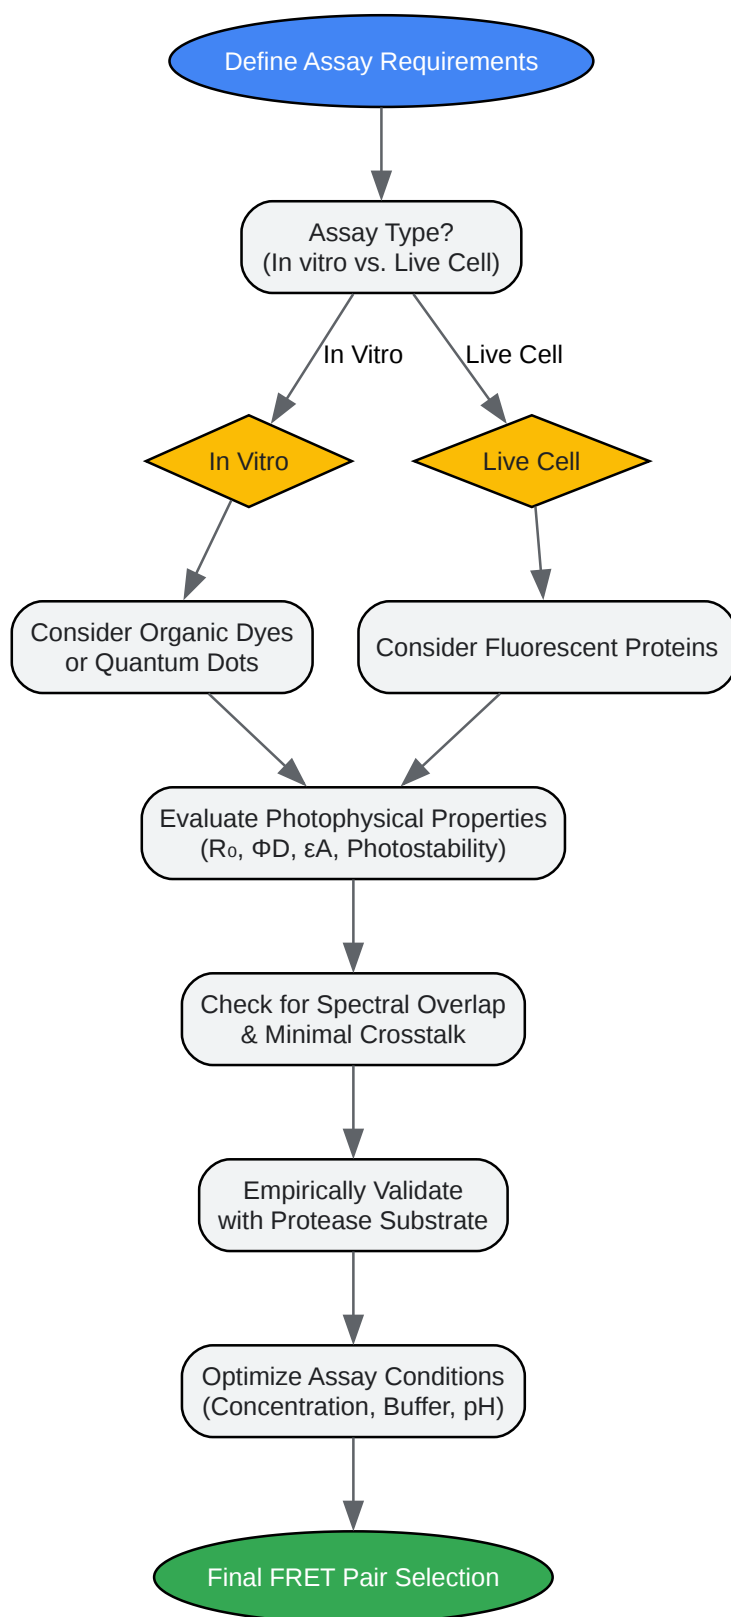 Define Assay Requirements
Assay Type?
(In vitro vs. Live Cell)
In Vitro
Live Cell
In Vitro
Live Cell
Consider Organic Dyes
or Quantum Dots
Consider Fluorescent Proteins
Evaluate Photophysical Properties
(R₀, ΦD, εA, Photostability)
Check for Spectral Overlap
& Minimal Crosstalk
Empirically Validate
with Protease Substrate
Optimize Assay Conditions
(Concentration, Buffer, pH)
Final FRET Pair Selection